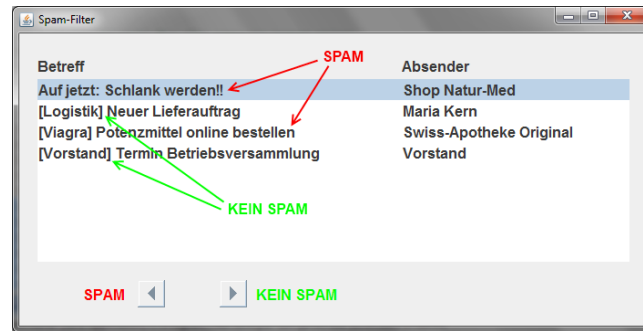 Spam-Filter
SPAM
Betreff Absender
Auf jetzt: Schlank werden!! Shop Natur-Med
[Logistik] Neuer Lieferauftrag Maria Kern
[Viagra] Potenzmittel online bestellen Swiss-Apotheke Original
[Vorstand] Termin Betriebsversammlung Vorstand
KEIN SPAM
SPAM KEIN SPAM